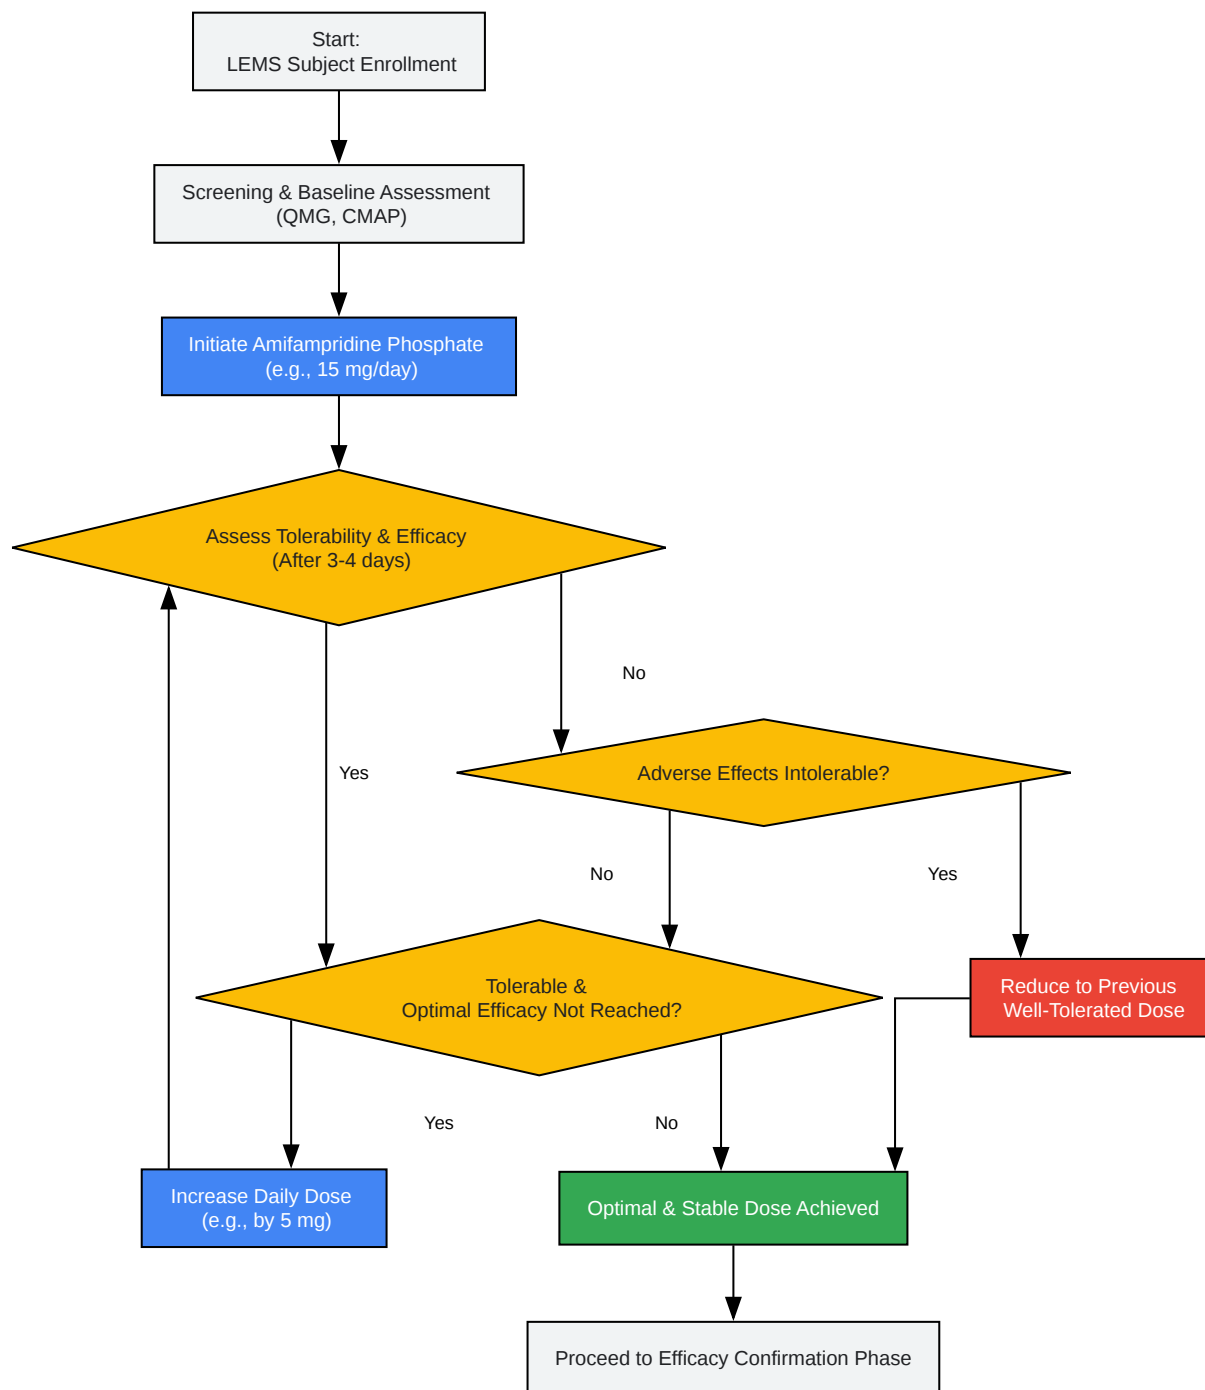 Start:
LEMS Subject Enrollment
Screening & Baseline Assessment
(QMG, CMAP)
Initiate Amifampridine Phosphate
(e.g., 15 mg/day)
Assess Tolerability & Efficacy
(After 3-4 days)
No
Yes
Adverse Effects Intolerable?
No
Yes
Tolerable &
Optimal Efficacy Not Reached?
Reduce to Previous
Well-Tolerated Dose
Yes
No
Increase Daily Dose
(e.g., by 5 mg)
Optimal & Stable Dose Achieved
Proceed to Efficacy Confirmation Phase